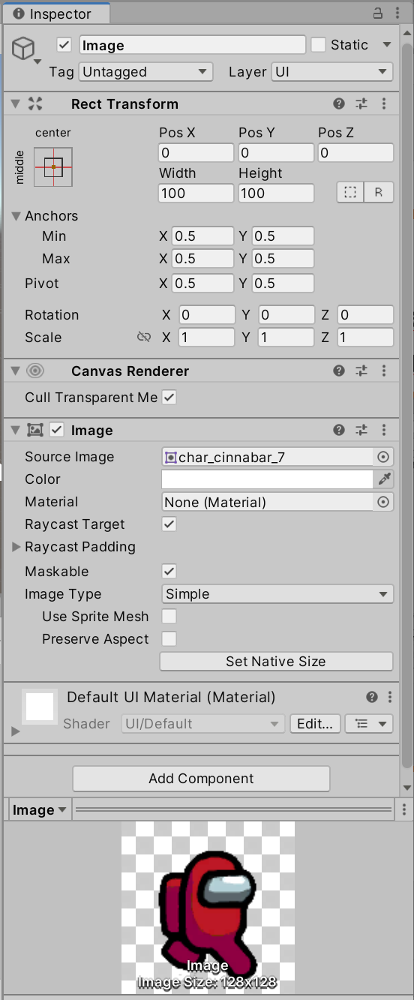 Inspector
Image Static
Tag Untagged Layer UI
Rect Transform
center Pos X Pos Y Pos Z
middle 0 0 0
Width Height
100 100 R
Anchors
Min X 0.5 Y 0.5
Max X 0.5 Y 0.5
Pivot X 0.5 Y 0.5
Rotation X 0 Y 0 Z 0
Scale X 1 Y 1 Z 1
Canvas Renderer
Cull Transparent Me
Image
Source Image char_cinnabar_7
Color
Material None (Material)
Raycast Target
Raycast Padding
Maskable
Image Type Simple
Use Sprite Mesh
Preserve Aspect
Set Native Size
Default UI Material (Material)
Shader UI/Default Edit...
Add Component
Image
Image
Image Size: 128x128